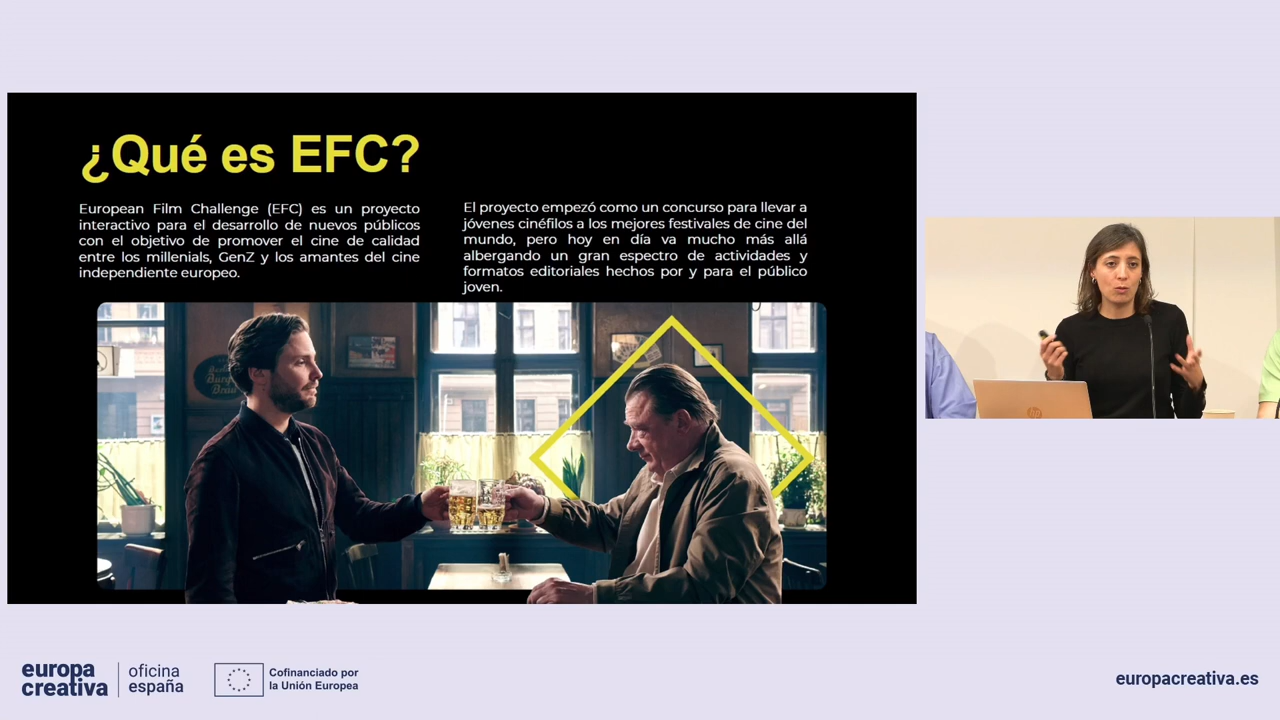 ¿Qué es EFC?
European Film Challenge (EFC) es un proyecto
interactivo para el desarrollo de nuevos públicos
con el objetivo de promover el cine de calidad
entre los millenials, GenZ y los amantes del cine
independiente europeo.
El proyecto empezó como un concurso para llevar a
jóvenes cinéfilos a los mejores festivales de cine del
mundo, pero hoy en día va mucho más allá
albergando un gran espectro de actividades y
formatos editoriales hechos por y para el público
joven.
hp
europa
creativa
oficina
españa
Cofinanciado por
la Unión Europea
europacreativa.es